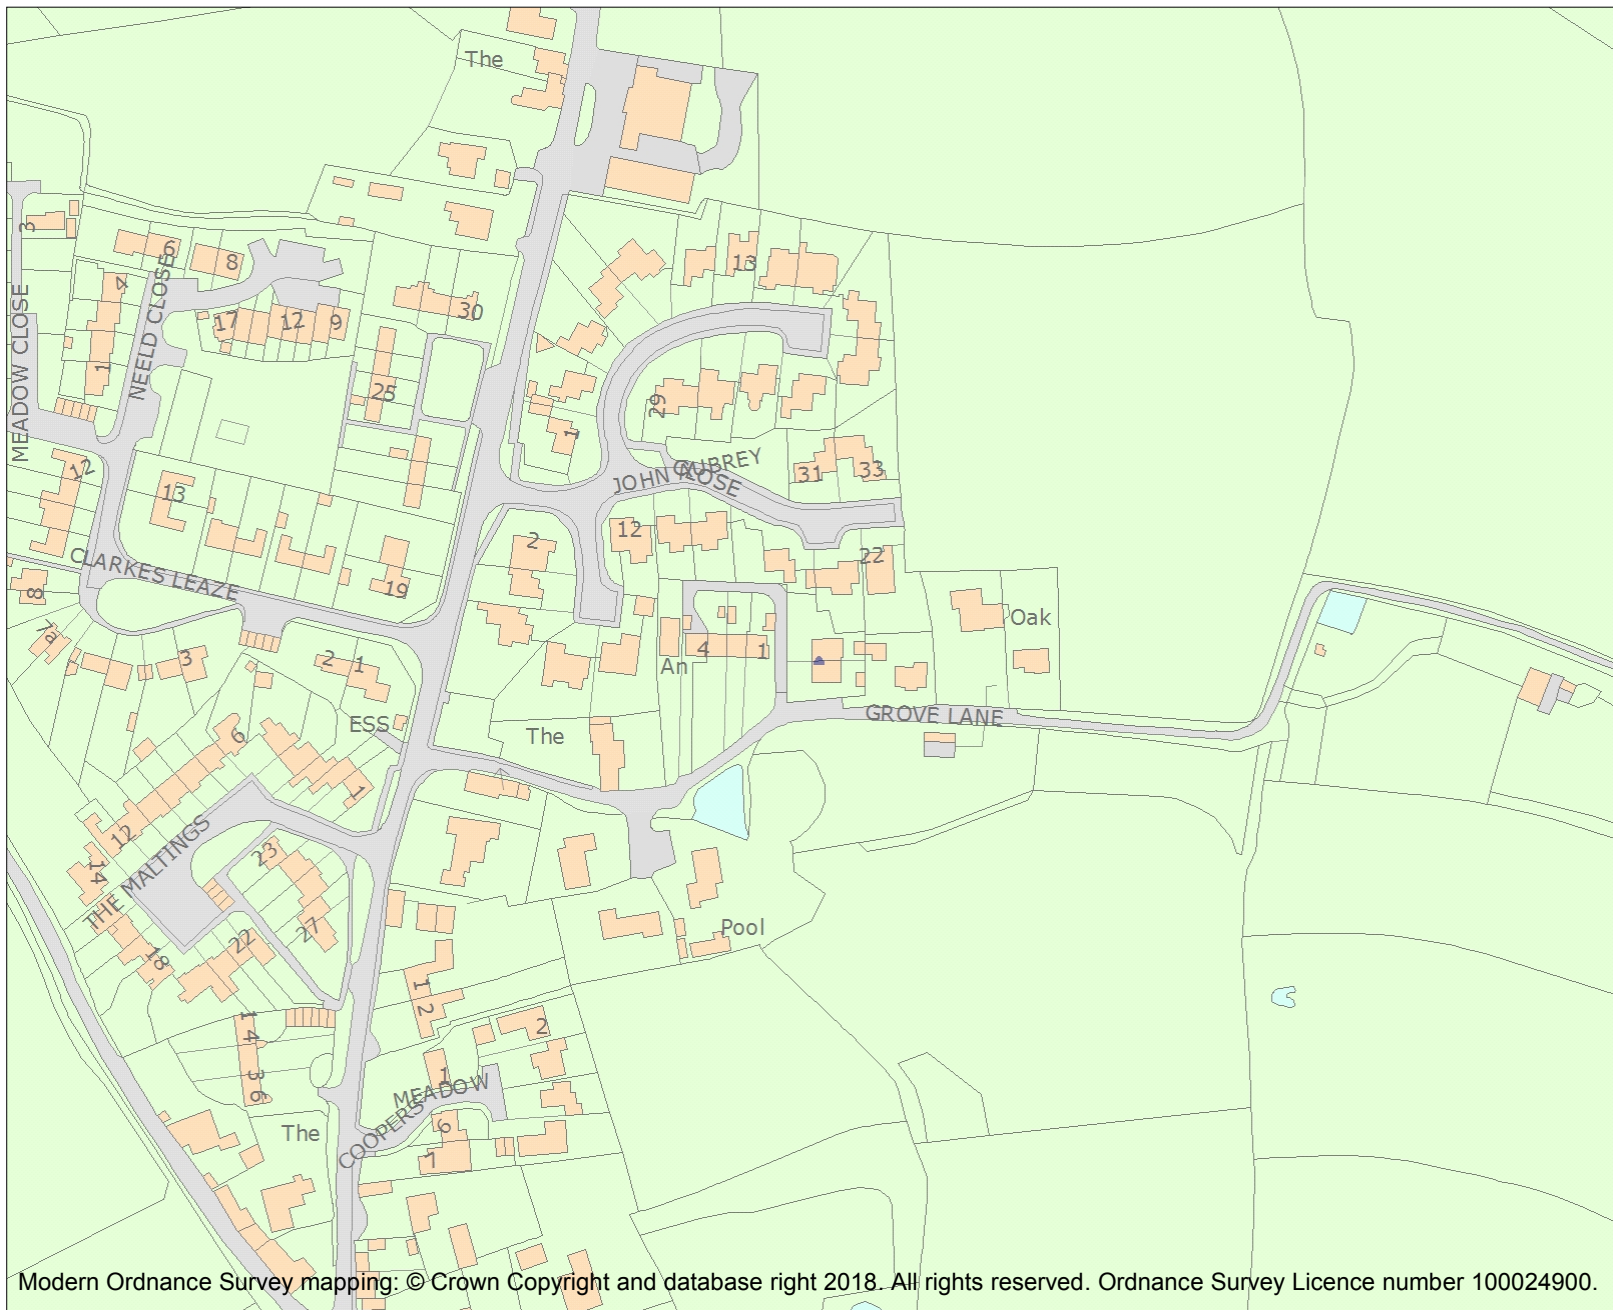 The
3
6
8
4
13
30
17
12
9
MEADOW CLOSE
NEELD CLOSE
1
25
29
1
12
JOHN AUBREY
CLOSE
31
33
13
2
12
22
CLARKES LEAZE
19
8
Oak
7a
3
2
1
4
1
An
ESS
GROVE LANE
6
The
1
12
THE MALTINGS
23
14
27
22
18
Pool
1
2
14
2
36
1
MEADOW
COOPERS
6
The
7
Modern Ordnance Survey mapping: © Crown Copyright and database right 2018. All rights reserved. Ordnance Survey Licence number 100024900.